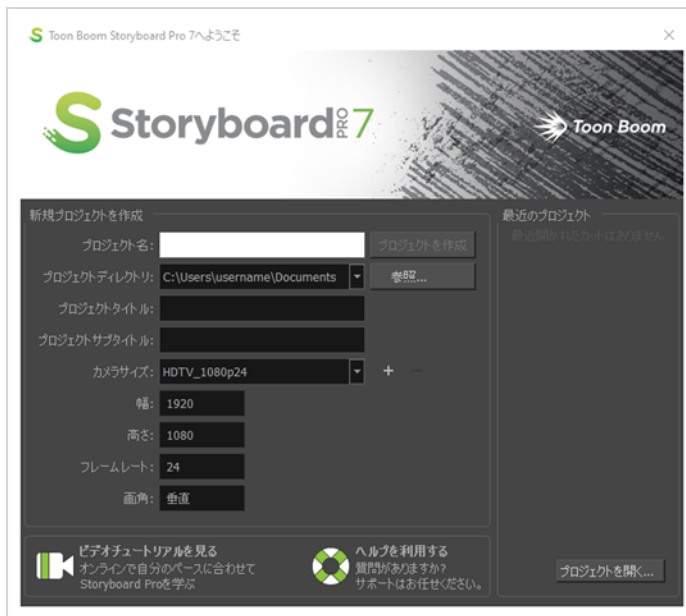 Toon Boom Storyboard Pro 7へようこそ
Storyboard PRO 7
Toon Boom
新規プロジェクトを作成
プロジェクト名:
プロジェクトを作成
プロジェクトディレクトリ: C:\Users\username\Documents
参照...
プロジェクトタイトル:
プロジェクトサブタイトル:
カメラサイズ: HDTV_1080p24
幅: 1920
高さ: 1080
フレームレート: 24
画角: 垂直
最近のプロジェクト
最近開かれたカットはありません
ビデオチュートリアルを見る
オンラインで自分のペースに合わせて
Storyboard Proを学ぶ
ヘルプを利用する
質問がありますか?
サポートはお任せください。
プロジェクトを開く...